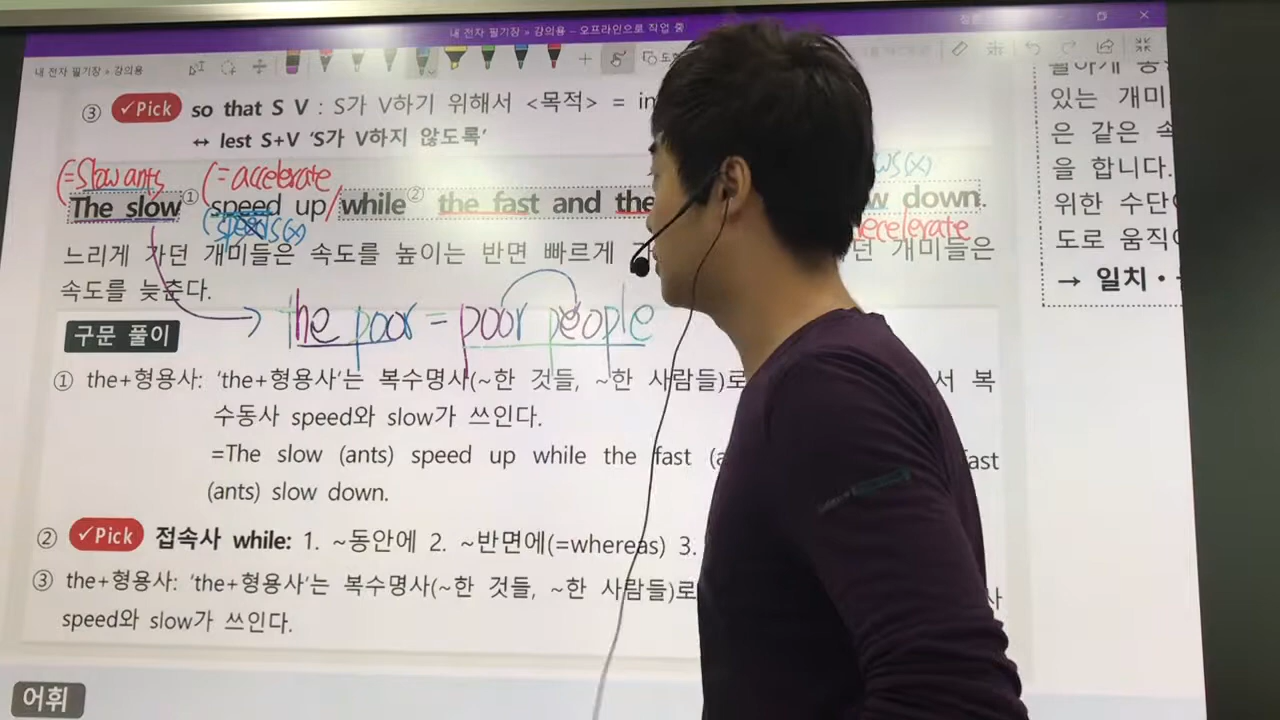 내 전자 필기장 » 강의용 – 오프라인으로 작업 중
내 전자 필기장 » 강의용
③ ✓Pick so that S V : S가 V하기 위해서 <목적> = in
↔ lest S+V 'S가 V하지 않도록'
(=Slow ants (=accelerate
The slow① speed up/while② the fast and the down.
(speeds(x)
느리게 가던 개미들은 속도를 높이는 반면 빠르게 던 개미들은
속도를 늦춘다.
the poor = poor people
구문 풀이
① the+형용사: 'the+형용사'는 복수명사(~한 것들, ~한 사람들)로 서 복
수동사 speed와 slow가 쓰인다.
=The slow (ants) speed up while the fast fast
(ants) slow down.
② ✓Pick 접속사 while: 1. ~동안에 2. ~반면에(=whereas) 3.
③ the+형용사: 'the+형용사'는 복수명사(~한 것들, ~한 사람들)로
speed와 slow가 쓰인다.
어휘
있는 개미
은 같은 속
을 합니다.
위한 수단
도로 움직
→ 일치 •